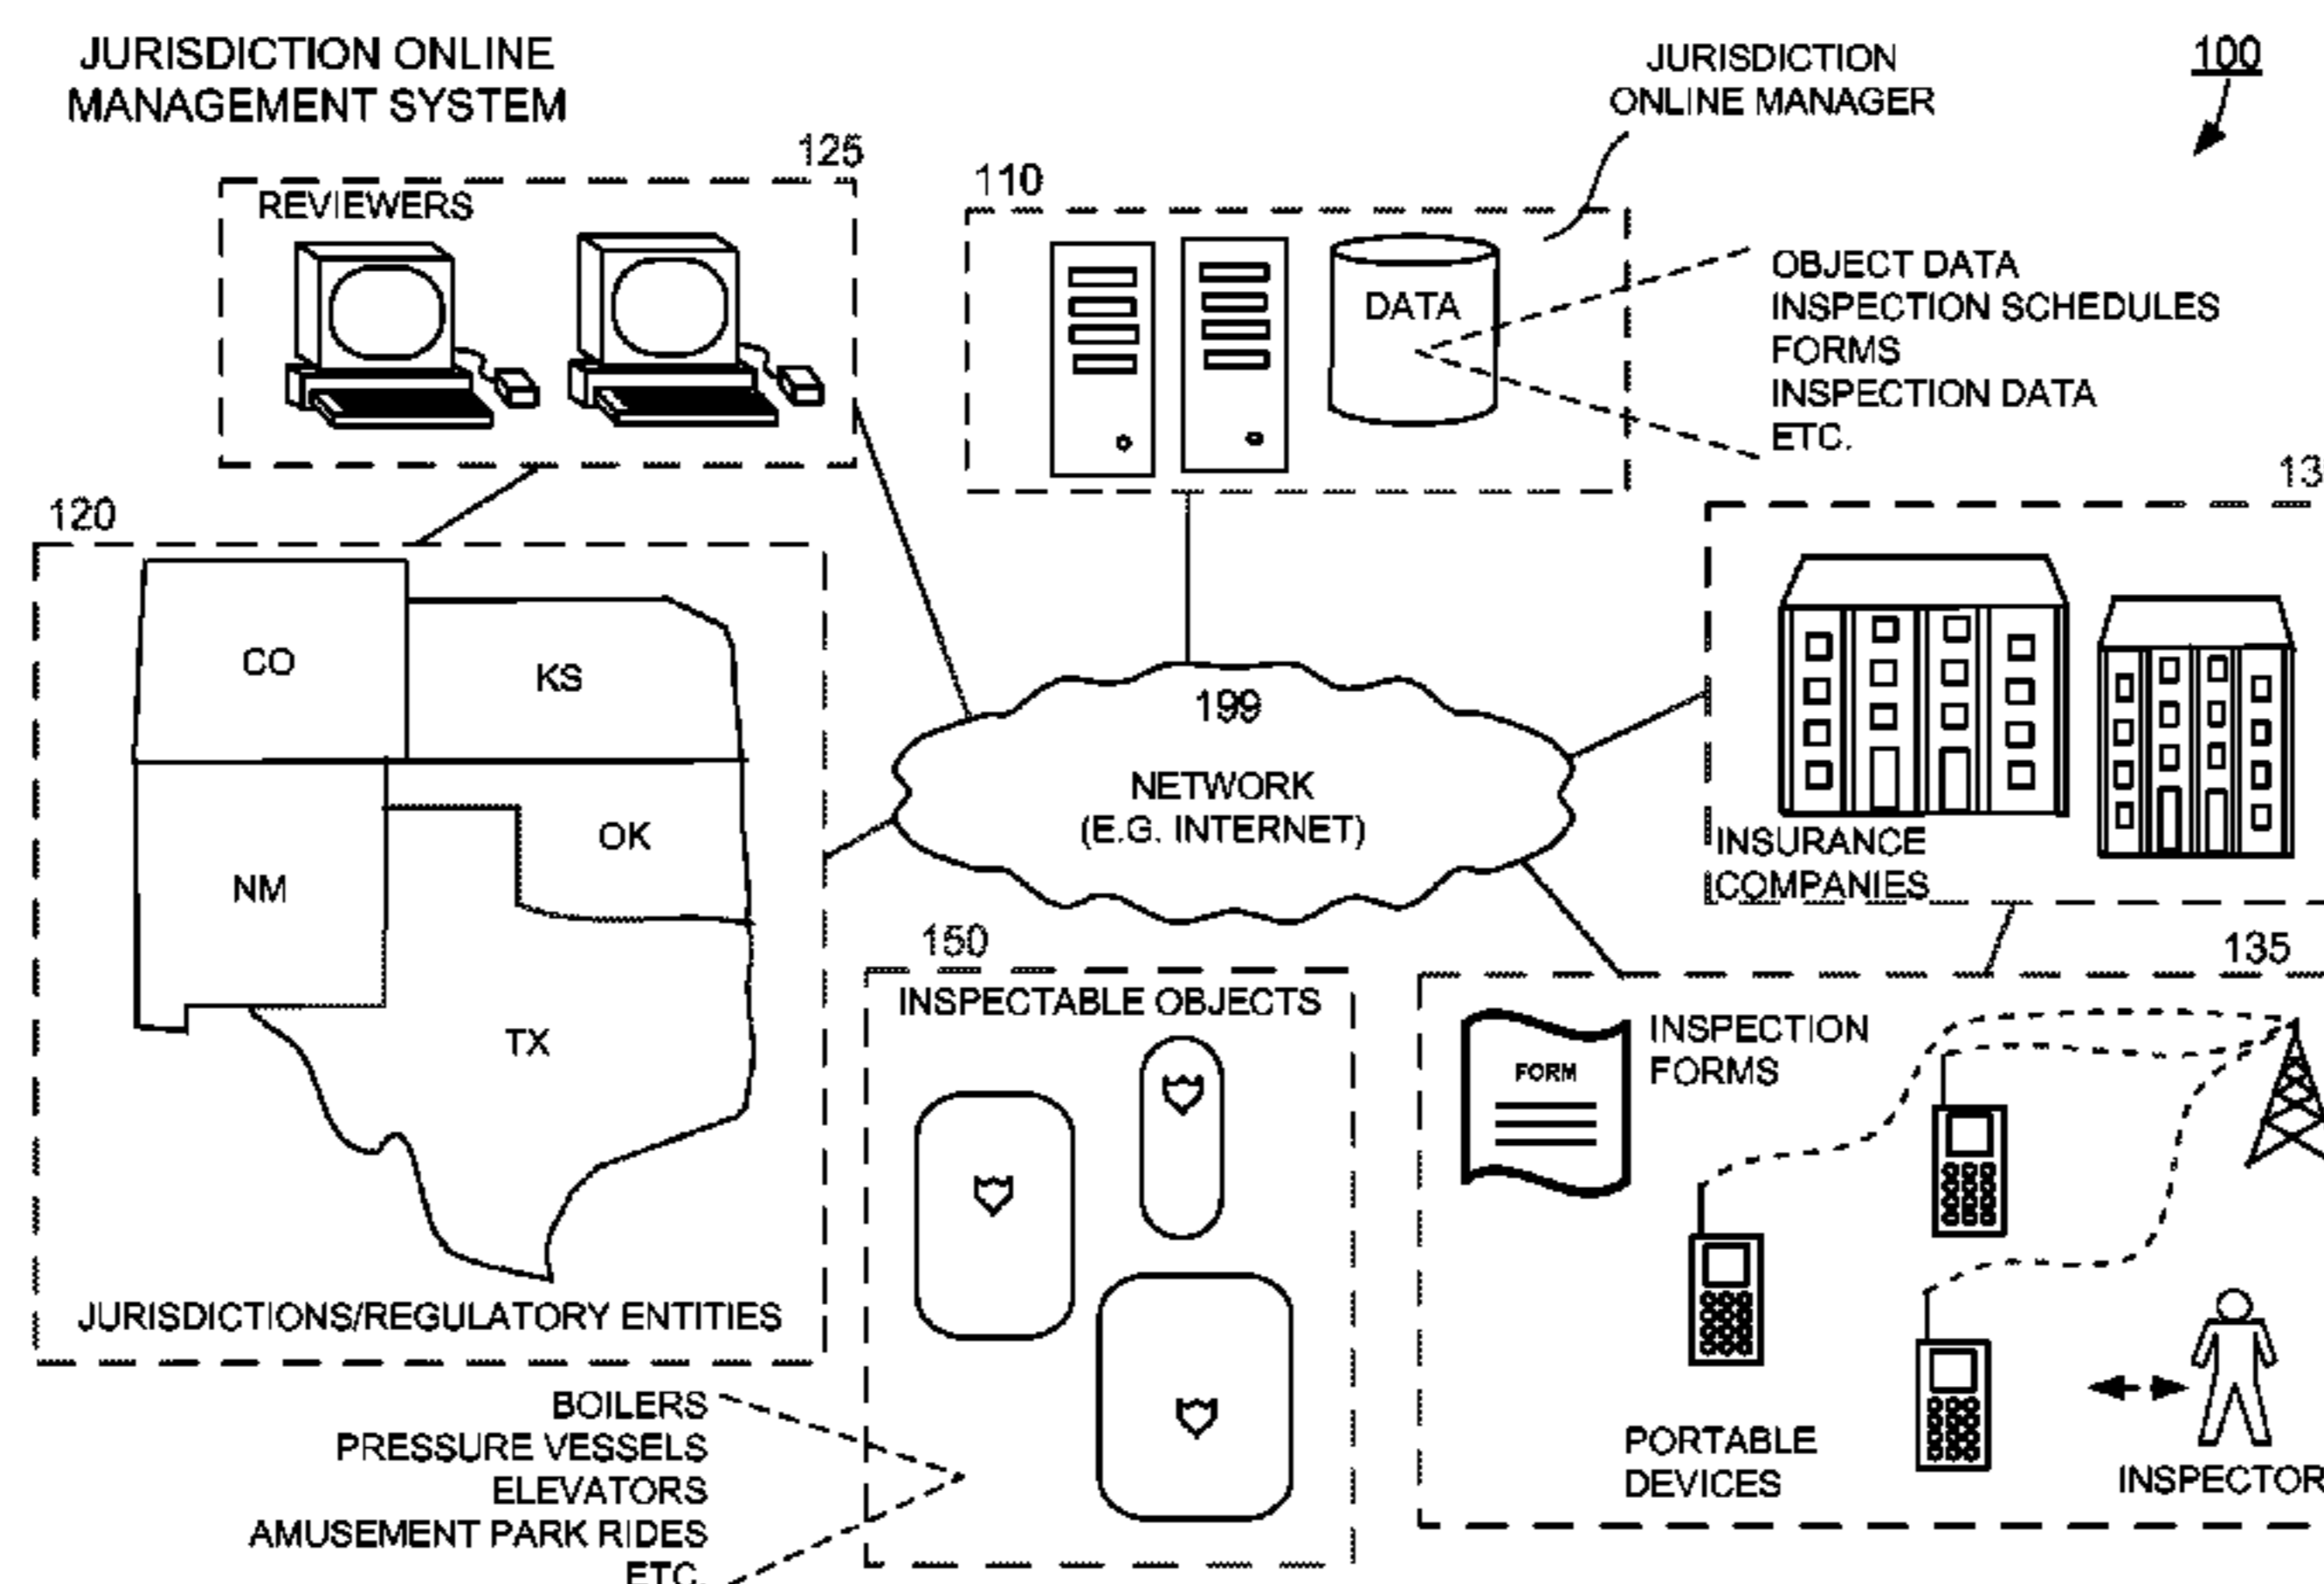 JURISDICTION ONLINE
MANAGEMENT SYSTEM
JURISDICTION
ONLINE MANAGER
100
125
REVIEWERS
110
DATA
OBJECT DATA
INSPECTION SCHEDULES
FORMS
INSPECTION DATA
ETC.
120
CO
KS
NM
OK
TX
JURISDICTIONS/REGULATORY ENTITIES
199
NETWORK
(E.G. INTERNET)
13
INSURANCE
COMPANIES
150
INSPECTABLE OBJECTS
BOILERS
PRESSURE VESSELS
ELEVATORS
AMUSEMENT PARK RIDES
ETC.
135
FORM
INSPECTION
FORMS
PORTABLE
DEVICES
INSPECTOR